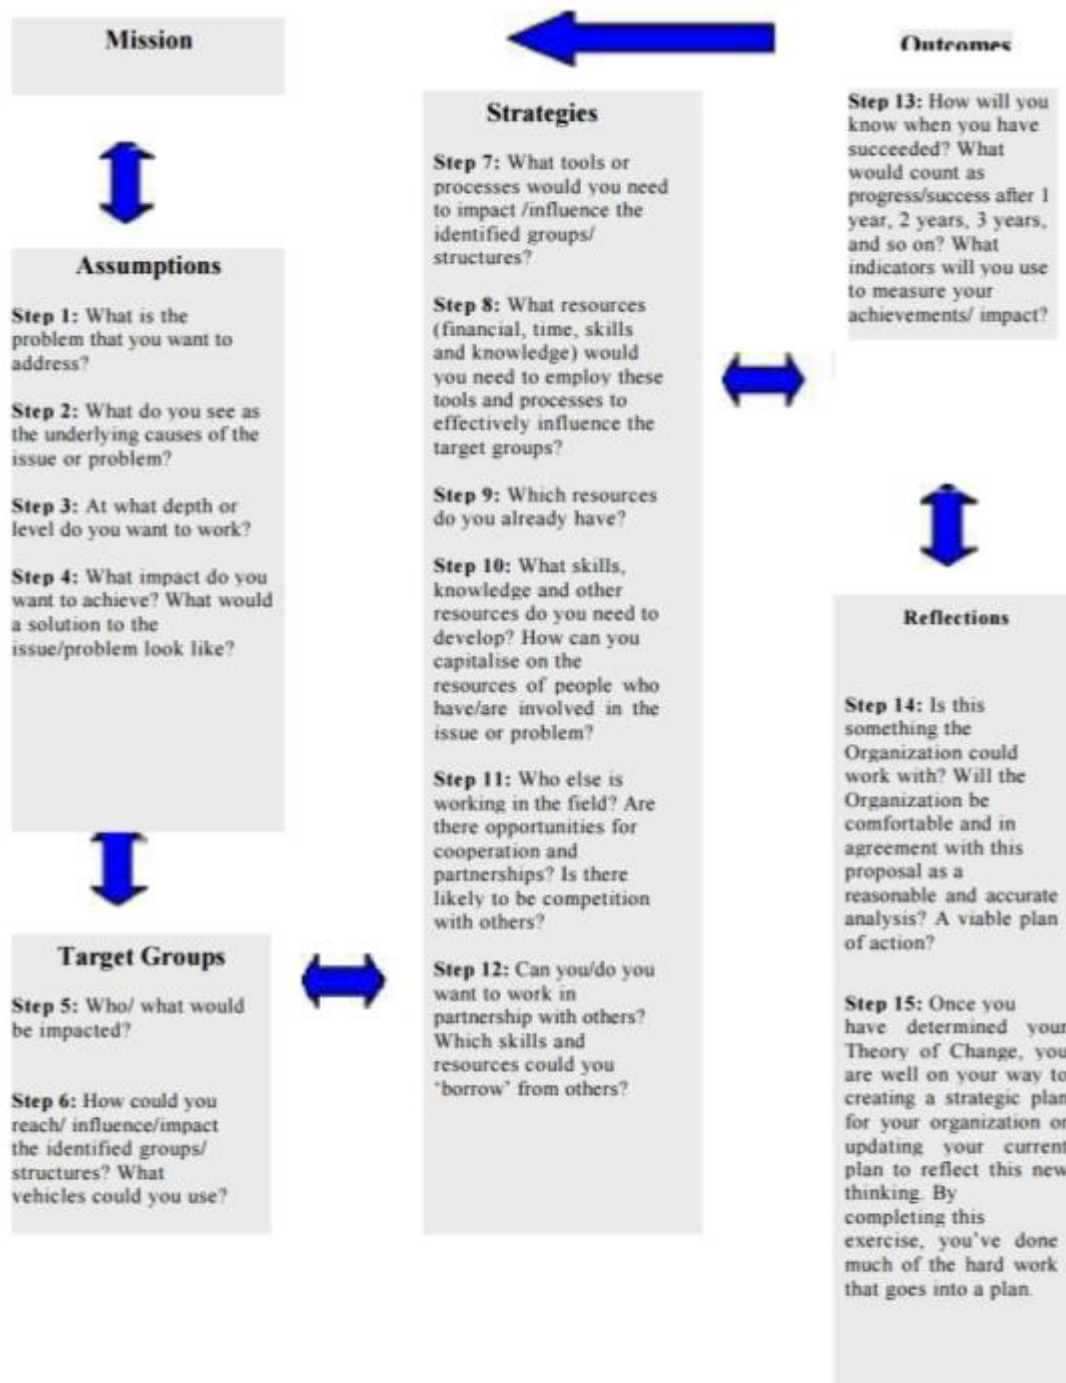 Mission
Assumptions
Step 1: What is the
problem that you want to
address?
Step 2: What do you see as
the underlying causes of the
issue or problem?
Step 3: At what depth or
level do you want to work?
Step 4: What impact do you
want to achieve? What would
a solution to the
issue/problem look like?
Target Groups
Step 5: Who/ what would
be impacted?
Step 6: How could you
reach/ influence/impact
the identified groups/
structures? What
vehicles could you use?
Strategies
Step 7: What tools or
processes would you need
to impact /influence the
identified groups/
structures?
Step 8: What resources
(financial, time, skills
and knowledge) would
you need to employ these
tools and processes to
effectively influence the
target groups?
Step 9: Which resources
do you already have?
Step 10: What skills,
knowledge and other
resources do you need to
develop? How can you
capitalise on the
resources of people who
have/are involved in the
issue or problem?
Step 11: Who else is
working in the field? Are
there opportunities for
cooperation and
partnerships? Is there
likely to be competition
with others?
Step 12: Can you/do you
want to work in
partnership with others?
Which skills and
resources could you
‘borrow’ from others?
Outcomes
Step 13: How will you
know when you have
succeeded? What
would count as
progress/success after 1
year, 2 years, 3 years,
and so on? What
indicators will you use
to measure your
achievements/ impact?
Reflections
Step 14: Is this
something the
Organization could
work with? Will the
Organization be
comfortable and in
agreement with this
proposal as a
reasonable and accurate
analysis? A viable plan
of action?
Step 15: Once you
have determined your
Theory of Change, you
are well on your way to
creating a strategic plan
for your organization or
updating your current
plan to reflect this new
thinking. By
completing this
exercise, you've done
much of the hard work
that goes into a plan.